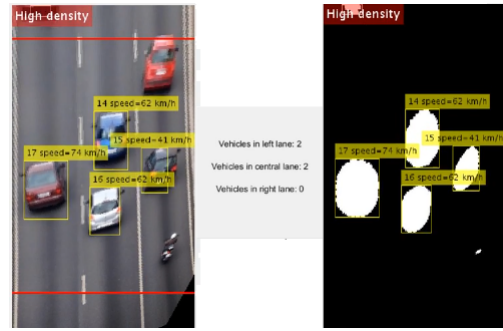 High density
14 speed=62 km/h
15 speed=41 km/h
17 speed=74 km/h
16 speed=62 km/h
Vehicles in left lane: 2
Vehicles in central lane: 2
Vehicles in right lane: 0
High density
14 speed=62 km/h
15 speed=41 km/h
17 speed=74 km/h
16 speed=62 km/h